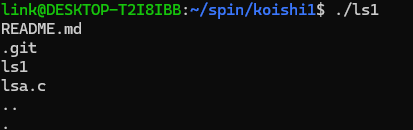 link@DESKTOP-T2I8IBB:~/spin/koishi1$ ./ls1
README.md
.git
ls1
lsa.c
..
.